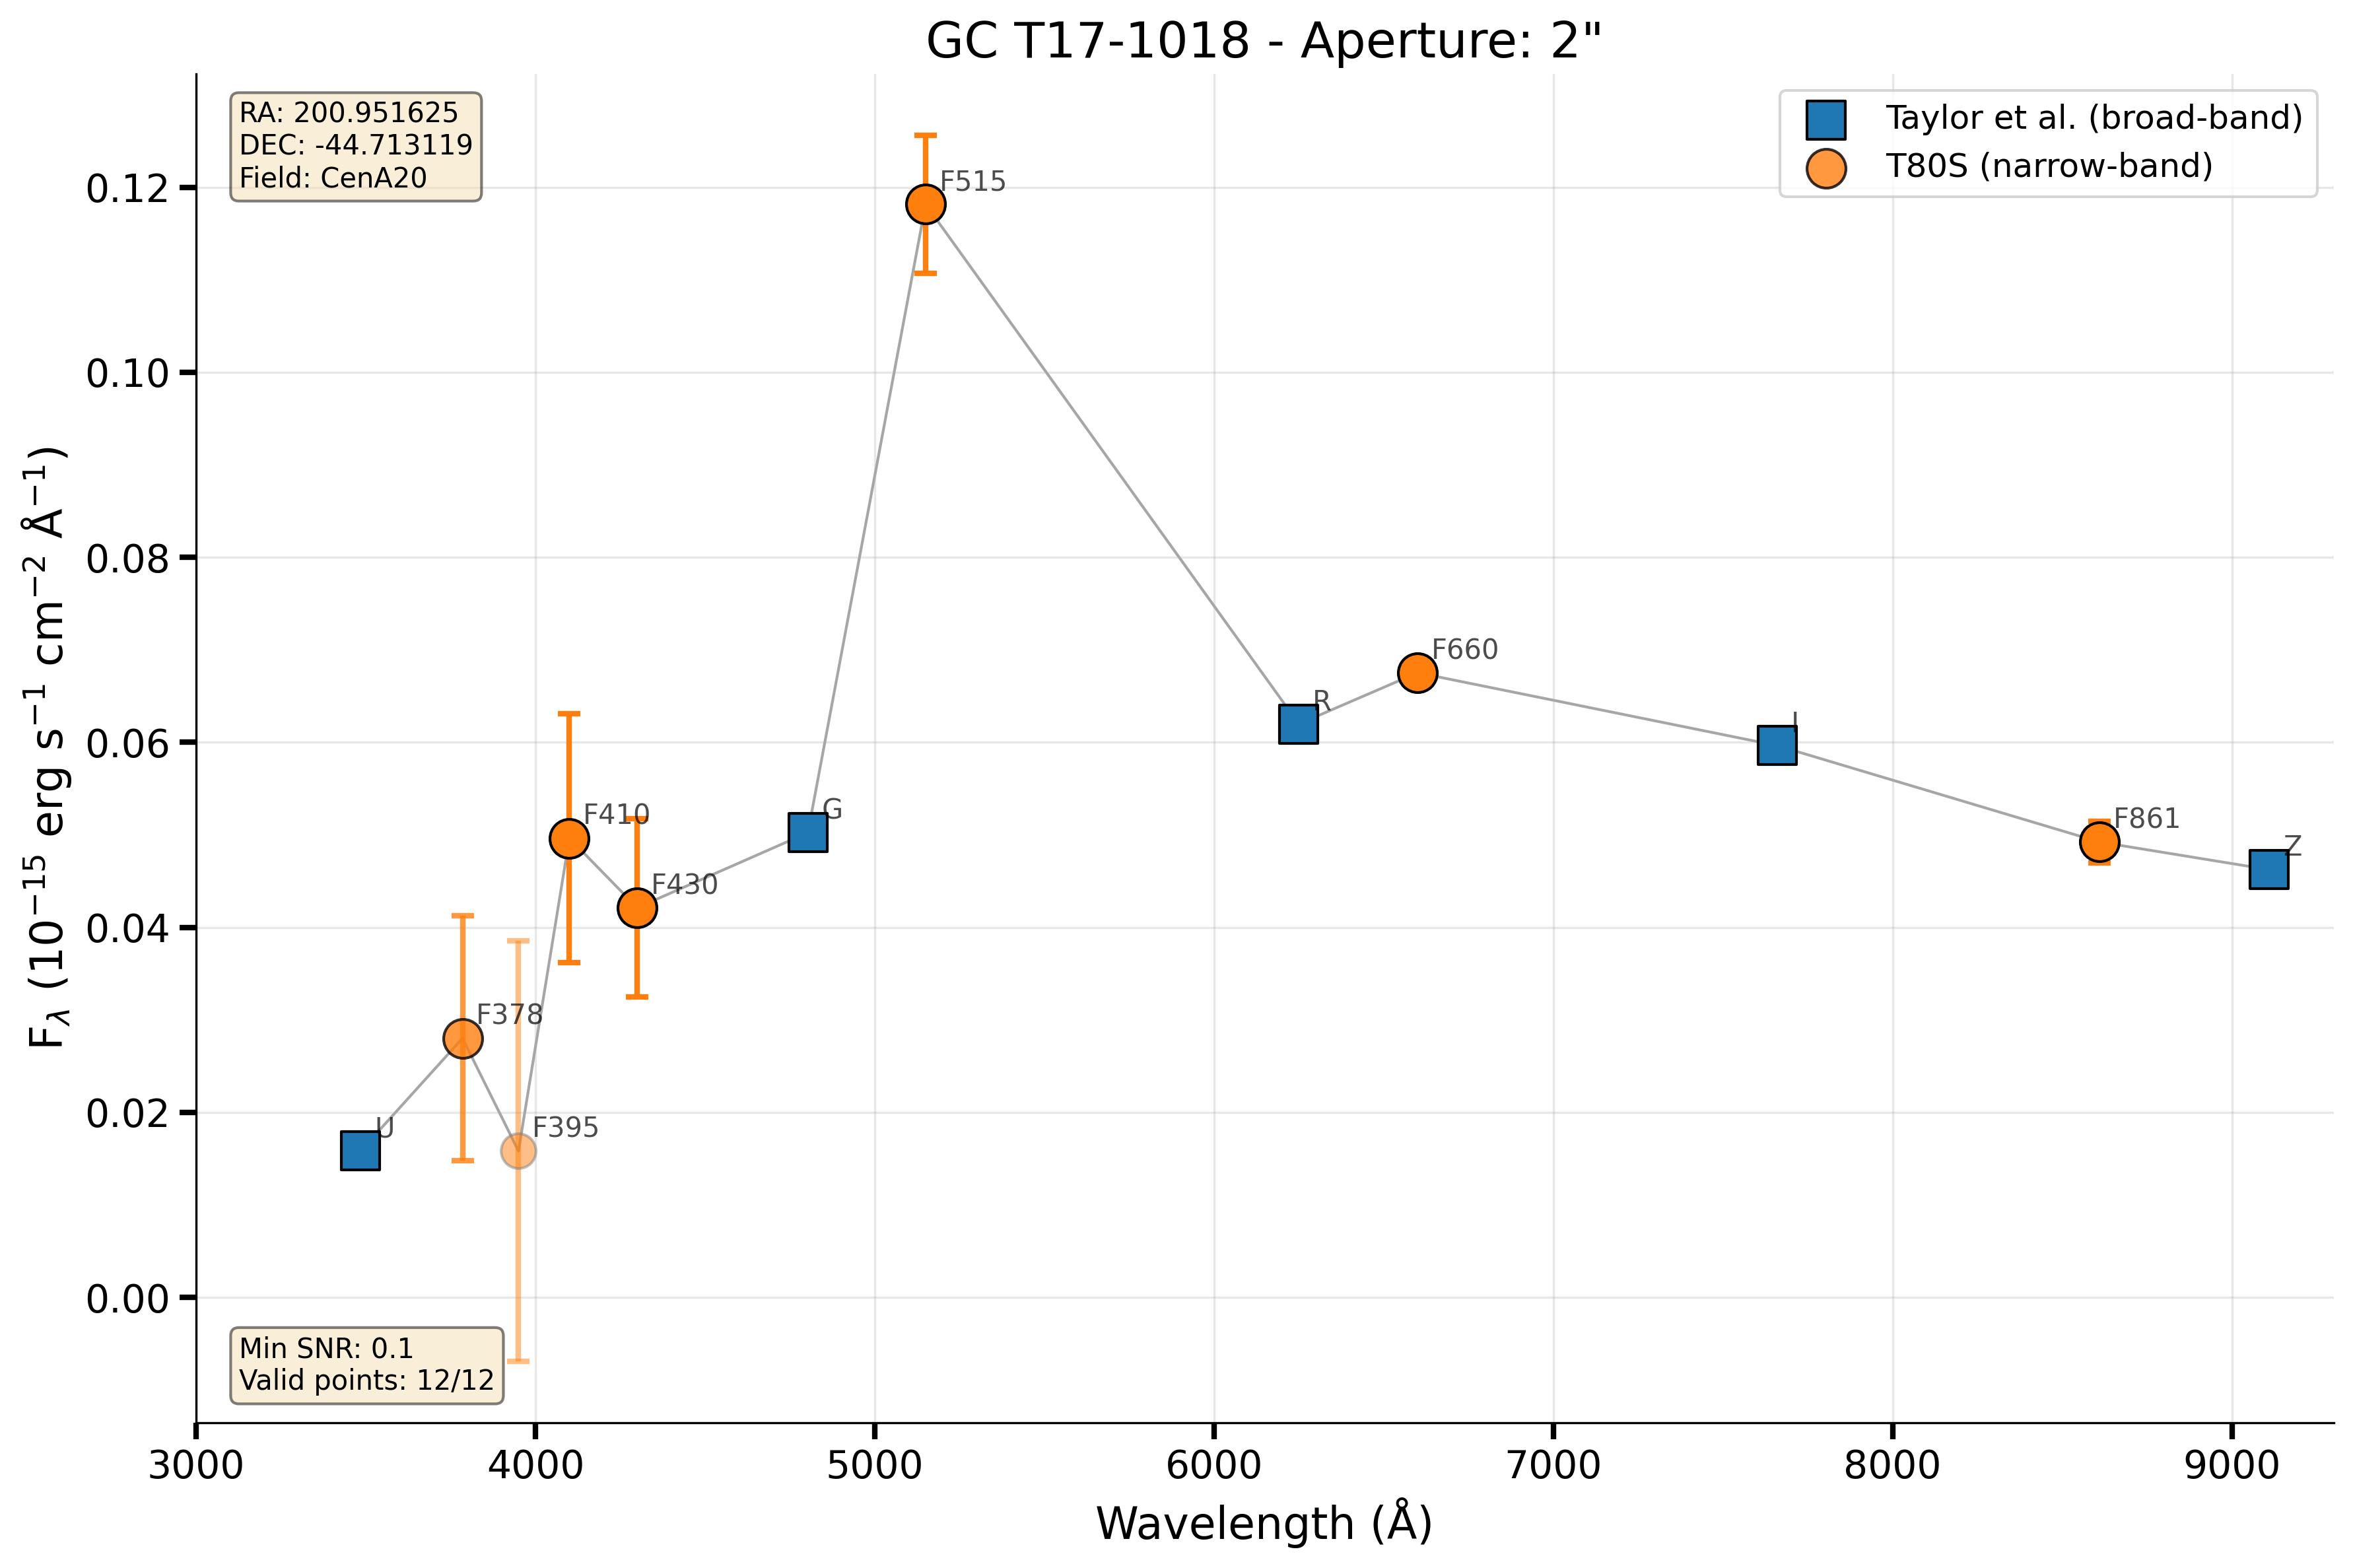 GC T17-1018 - Aperture: 2"
RA: 200.951625
DEC: -44.713119
Field: CenA20
Taylor et al. (broad-band)
T80S (narrow-band)
F515
F660
R
I
F410
G
F430
F861
Z
F378
U
F395
Min SNR: 0.1
Valid points: 12/12
0.12
0.10
0.08
0.06
0.04
0.02
0.00
3000 4000 5000 6000 7000 8000 9000
Wavelength (Å)
F_λ (10⁻¹⁵ erg s⁻¹ cm⁻² Å⁻¹)